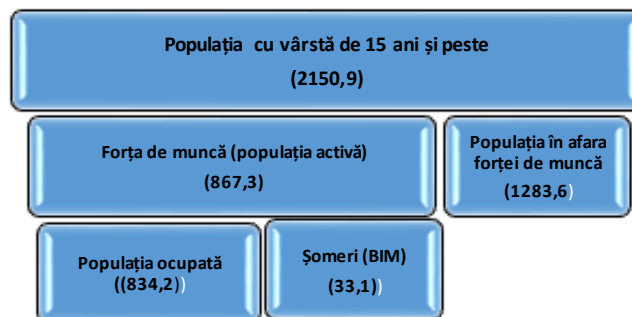 Populația cu vârstă de 15 ani și peste
(2150,9)
Forța de muncă (populația activă)
(867,3)
Populația în afara
forței de muncă
(1283,6)
Populația ocupată
((834,2))
Șomeri (BIM)
(33,1))